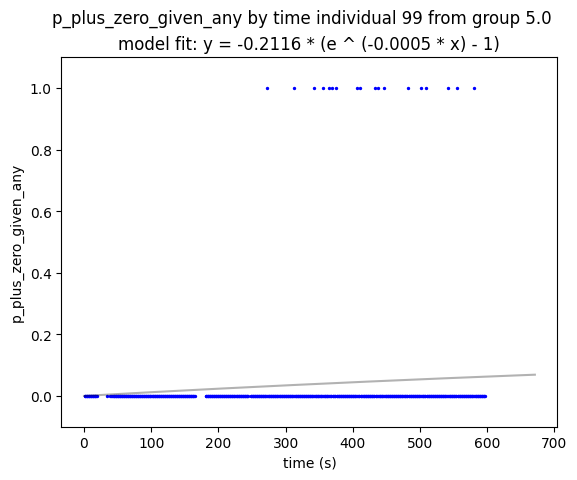 p_plus_zero_given_any by time individual 99 from group 5.0
model fit: y = -0.2116 * (e ^ (-0.0005 * x) - 1)
1.0
0.8
0.6
0.4
0.2
0.0
p_plus_zero_given_any
0 100 200 300 400 500 600 700
time (s)